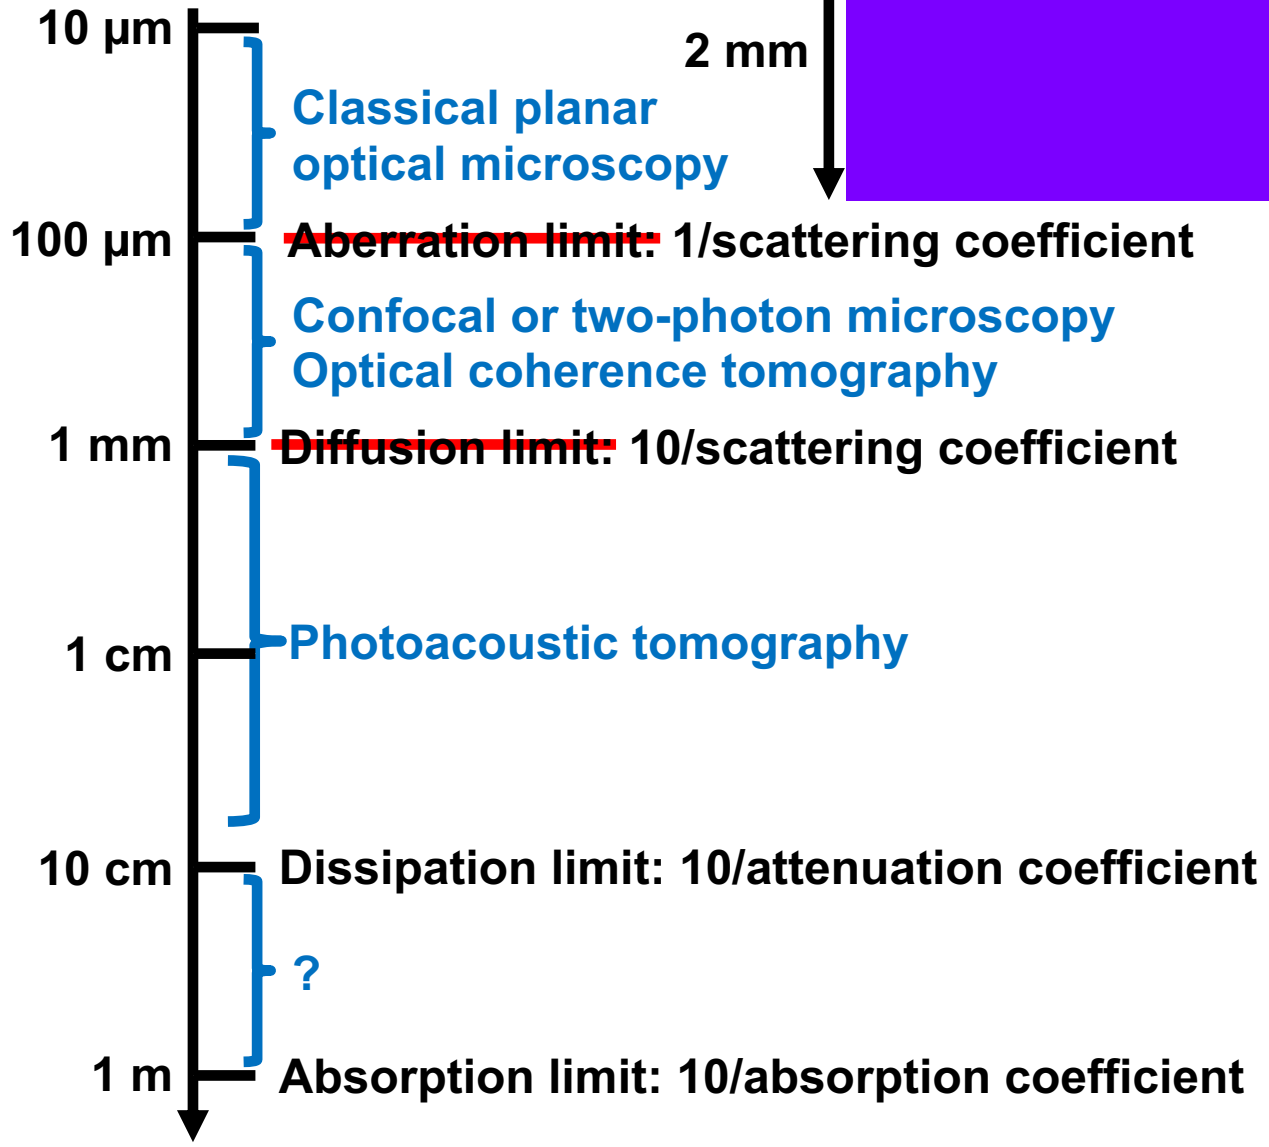 10 µm
2 mm
Classical planar
optical microscopy
100 µm
Aberration limit: 1/scattering coefficient
Confocal or two-photon microscopy
Optical coherence tomography
1 mm
Diffusion limit: 10/scattering coefficient
1 cm
Photoacoustic tomography
10 cm
Dissipation limit: 10/attenuation coefficient
?
1 m
Absorption limit: 10/absorption coefficient